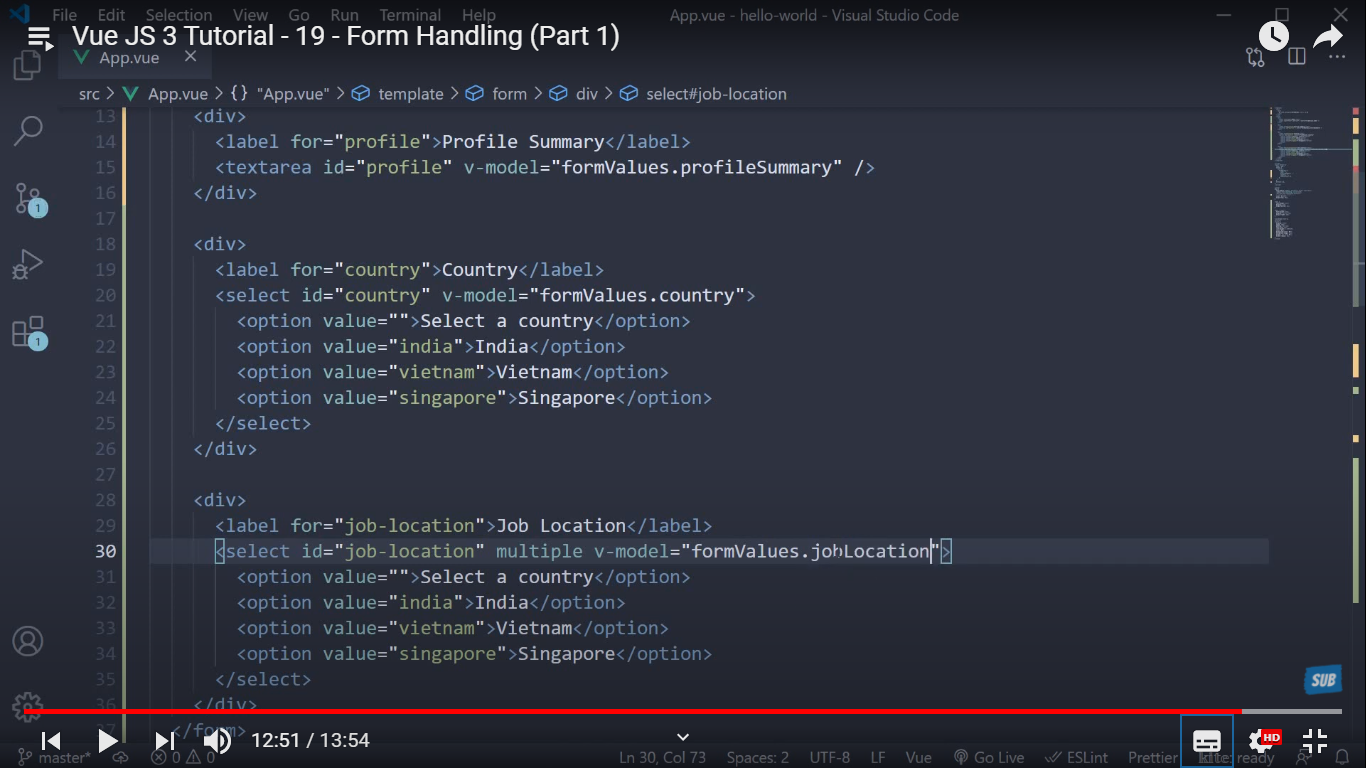 File Edit Selection View Go Run Terminal Help App.vue - hello-world - Visual Studio Code
Vue JS 3 Tutorial - 19 - Form Handling (Part 1)
App.vue
src > App.vue > {} "App.vue" > template > form > div > select#job-location
13 <div>
14 <label for="profile">Profile Summary</label>
15 <textarea id="profile" v-model="formValues.profileSummary" />
16 </div>
17
18 <div>
19 <label for="country">Country</label>
20 <select id="country" v-model="formValues.country">
21 <option value="">Select a country</option>
22 <option value="india">India</option>
23 <option value="vietnam">Vietnam</option>
24 <option value="singapore">Singapore</option>
25 </select>
26 </div>
27
28 <div>
29 <label for="job-location">Job Location</label>
30 <select id="job-location" multiple v-model="formValues.jobLocation">
31 <option value="">Select a country</option>
32 <option value="india">India</option>
33 <option value="vietnam">Vietnam</option>
34 <option value="singapore">Singapore</option>
35 </select>
36 </div>
37 </form>
1
1
SUB
12:51 / 13:54
HD
master* 0 0 Ln 30, Col 73 Spaces: 2 UTF-8 LF Vue Go Live ESLint Prettier kite: ready